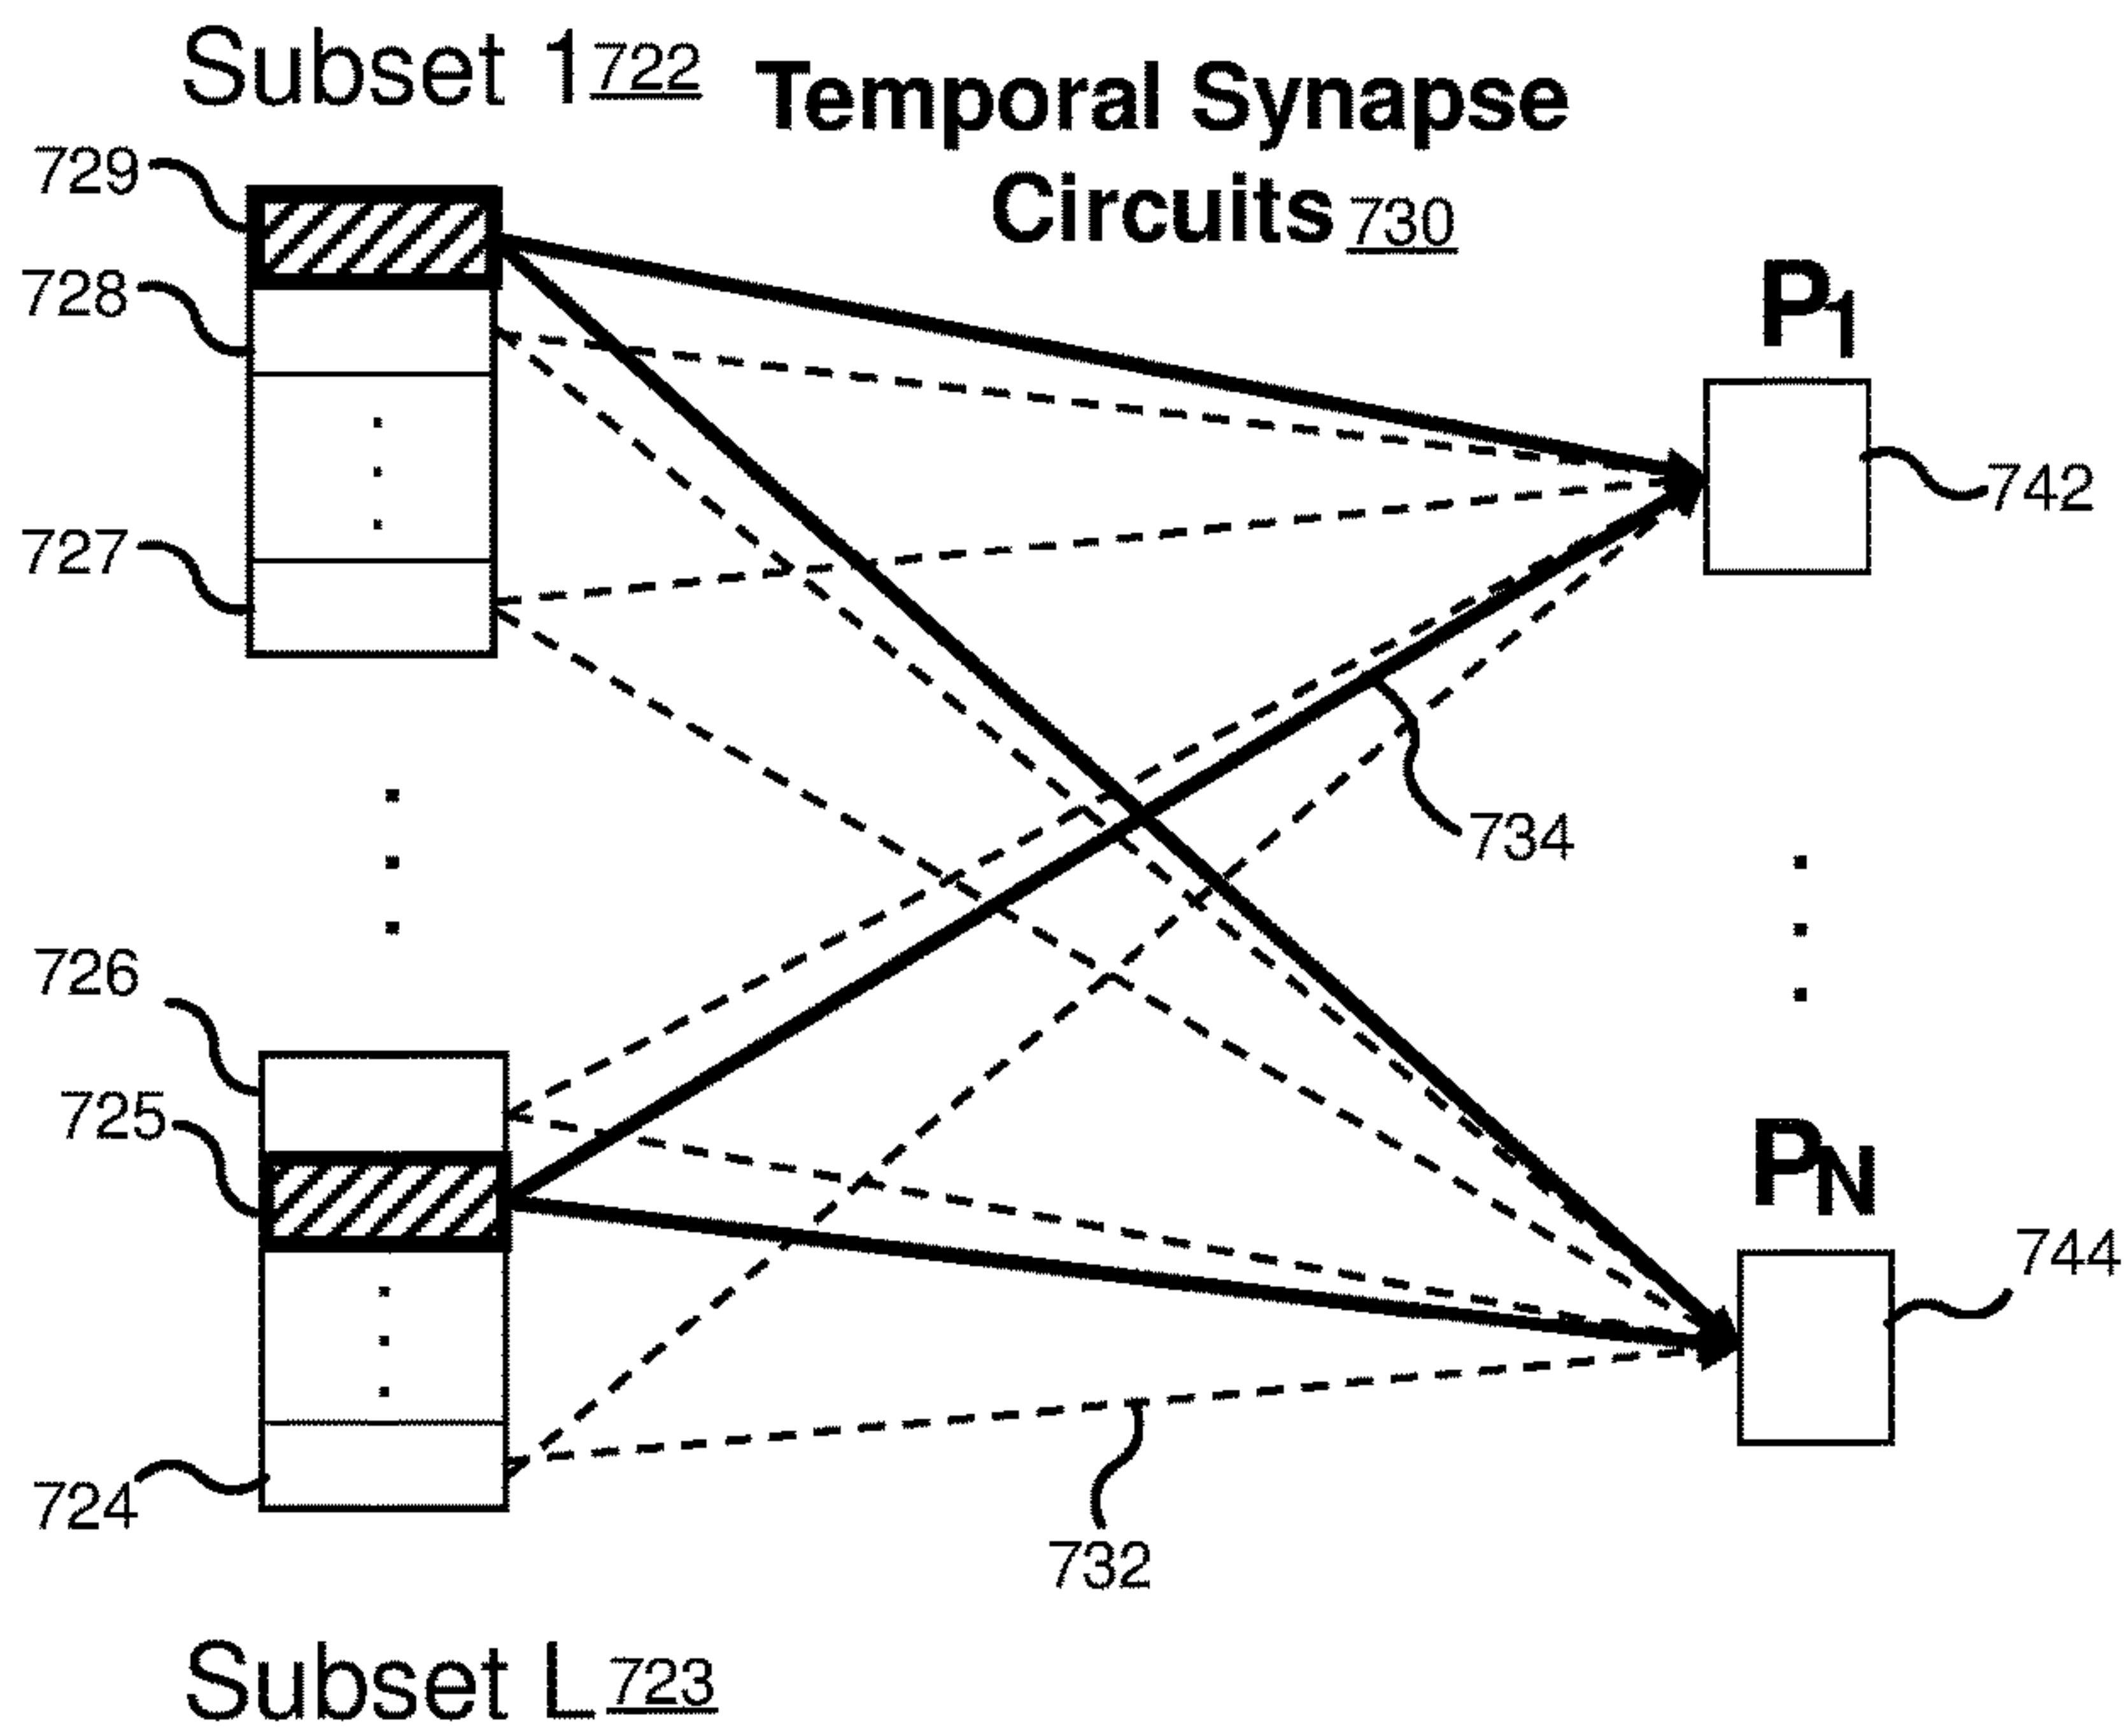 Subset 1 722
Temporal Synapse
Circuits 730
729
728
727
P1
742
734
726
725
724
PN
744
732
Subset L 723